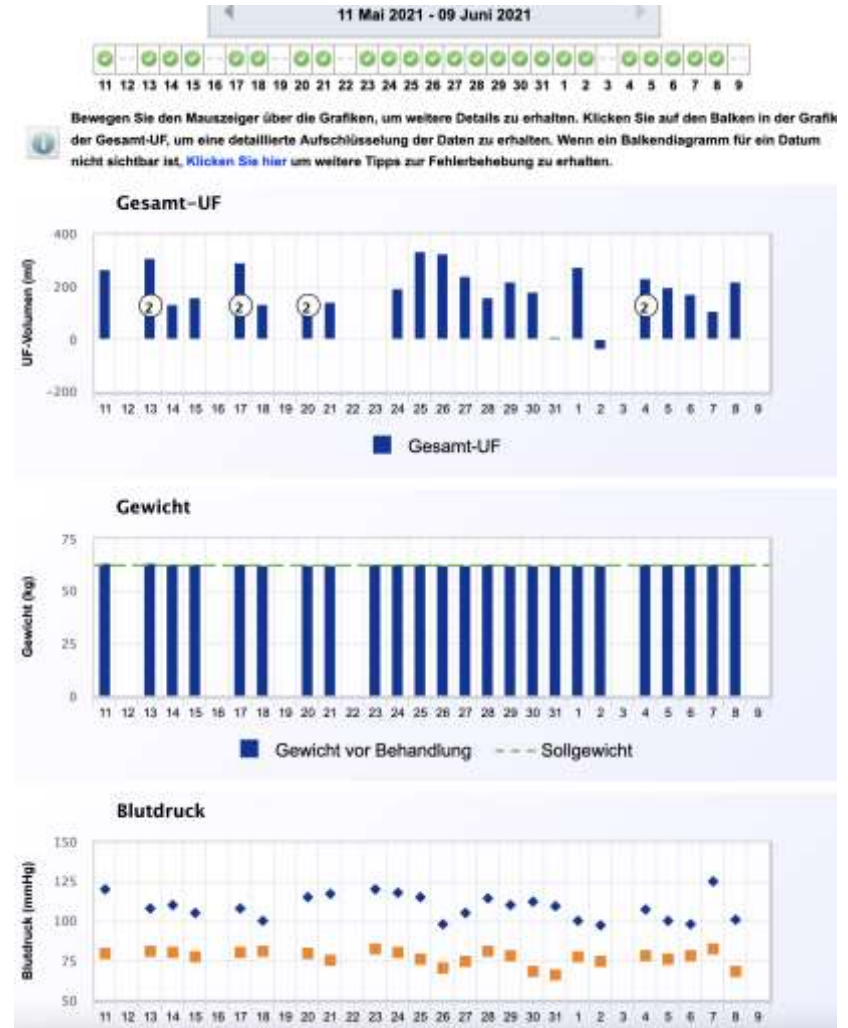 11 Mai 2021 - 09 Juni 2021
11 12 13 14 15 16 17 18 19 20 21 22 23 24 25 26 27 28 29 30 31 1 2 3 4 5 6 7 8 9
Bewegen Sie den Mauszeiger über die Grafiken, um weitere Details zu erhalten. Klicken Sie auf den Balken in der Grafik
der Gesamt-UF, um eine detaillierte Aufschlüsselung der Daten zu erhalten. Wenn ein Balkendiagramm für ein Datum
nicht sichtbar ist, Klicken Sie hier um weitere Tipps zur Fehlerbehebung zu erhalten.
Gesamt-UF
UF-Volumen (ml)
400
200
0
-200
2 2 2 2
11 12 13 14 15 16 17 18 19 20 21 22 23 24 25 26 27 28 29 30 31 1 2 3 4 5 6 7 8 9
Gesamt-UF
Gewicht
Gewicht (kg)
75
50
25
0
11 12 13 14 15 16 17 18 19 20 21 22 23 24 25 26 27 28 29 30 31 1 2 3 4 5 6 7 8 9
Gewicht vor Behandlung --- Sollgewicht
Blutdruck
Blutdruck (mmHg)
150
125
100
75
50
11 12 13 14 15 16 17 18 19 20 21 22 23 24 25 26 27 28 29 30 31 1 2 3 4 5 6 7 8 9